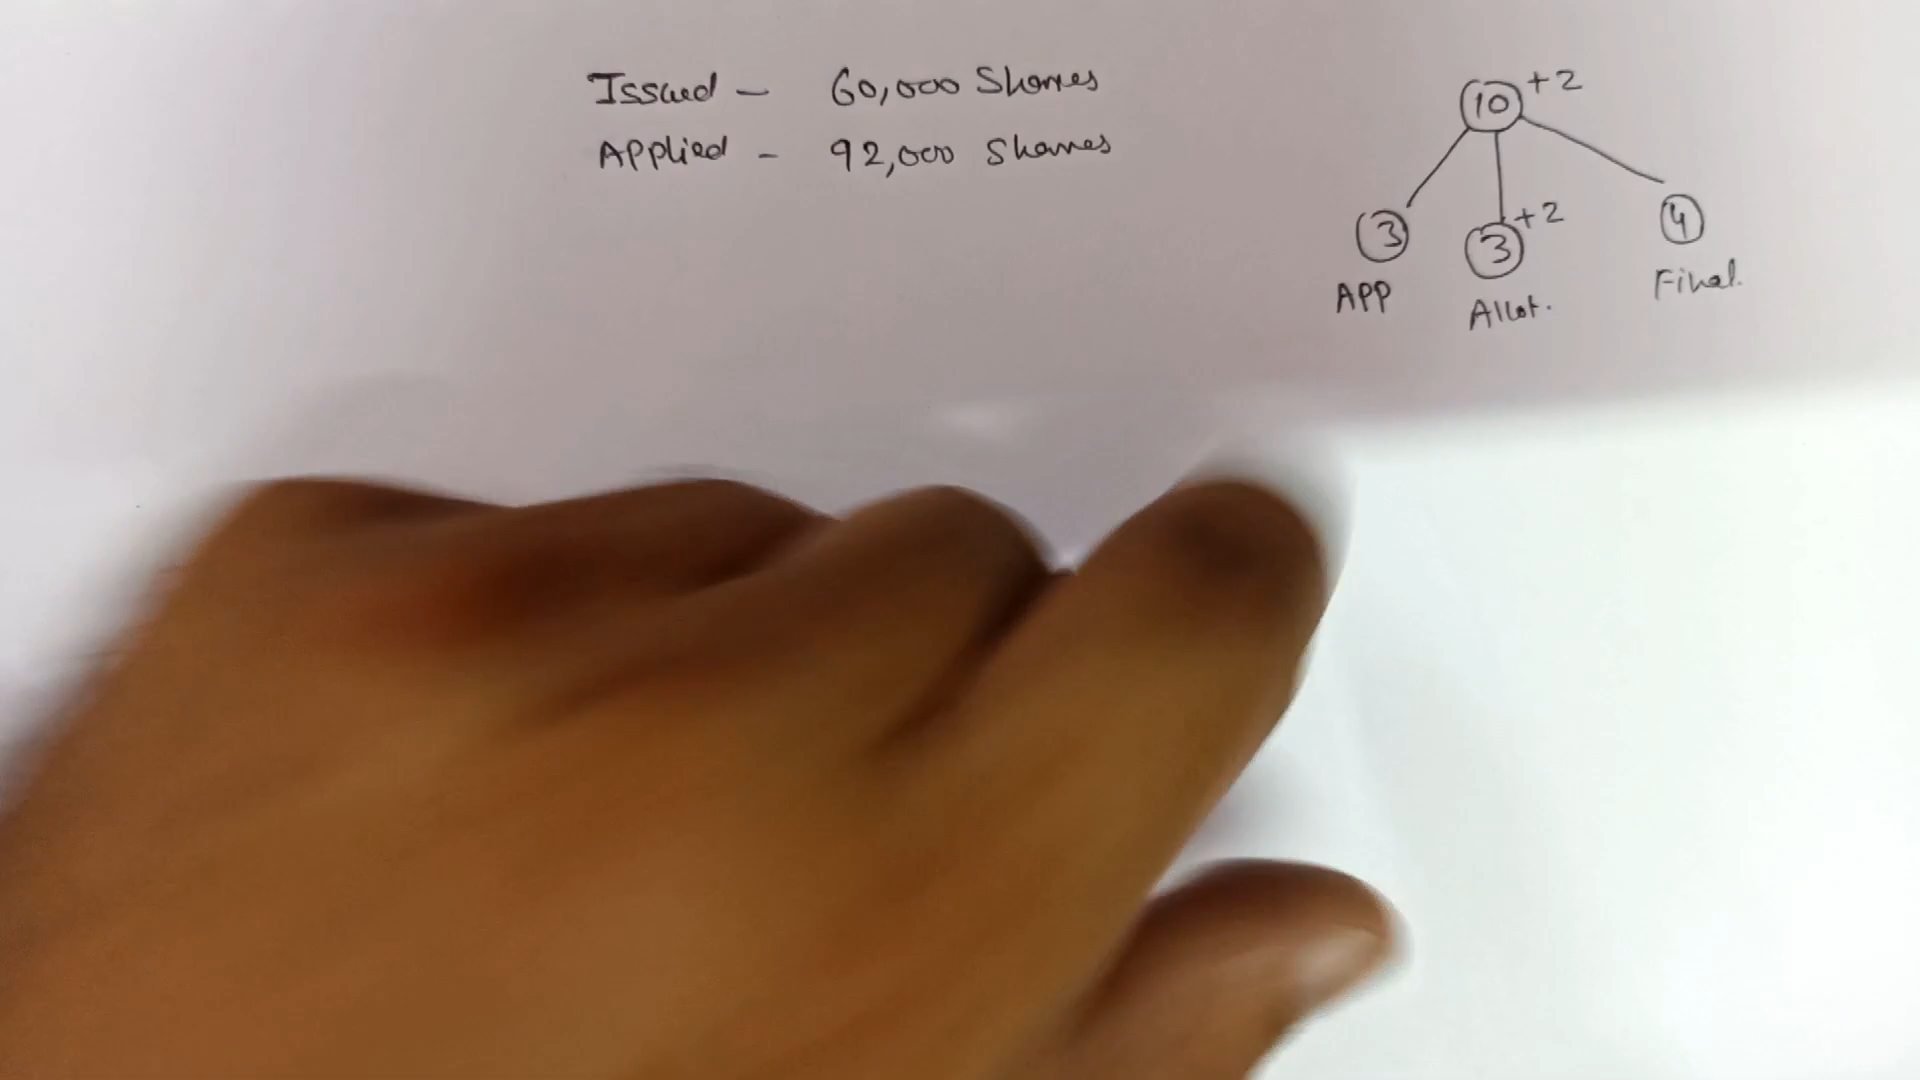 Issued - 60,000 Shares
Applied - 92,000 Shares
10 +2
3 3 +2 4
APP Allot. Final.